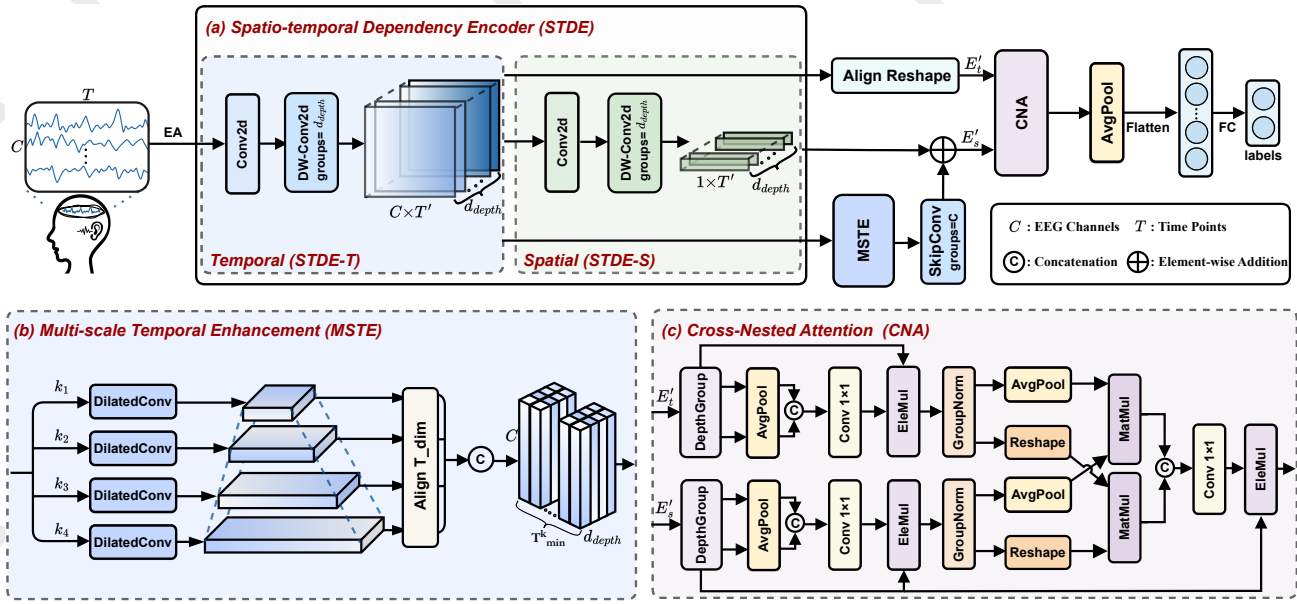 (a) Spatio-temporal Dependency Encoder (STDE)
T
C
EA
Conv2d
DW-Conv2d
groups= d_depth
C×T′
d_depth
Temporal (STDE-T)
Conv2d
DW-Conv2d
groups= d_depth
1×T′
d_depth
Spatial (STDE-S)
Align Reshape
E′_t
E′_s
MSTE
SkipConv
groups=C
CNA
AvgPool
Flatten
FC
labels
C : EEG Channels
T : Time Points
C : Concatenation
⊕ : Element-wise Addition
(b) Multi-scale Temporal Enhancement (MSTE)
k_1
DilatedConv
k_2
DilatedConv
k_3
DilatedConv
k_4
DilatedConv
Align T_dim
C
C
T^k_min
d_depth
(c) Cross-Nested Attention (CNA)
E′_t
DepthGroup
AvgPool
C
Conv 1×1
EleMul
GroupNorm
AvgPool
Reshape
MatMul
E′_s
DepthGroup
AvgPool
C
Conv 1×1
EleMul
GroupNorm
AvgPool
Reshape
MatMul
C
Conv 1×1
EleMul